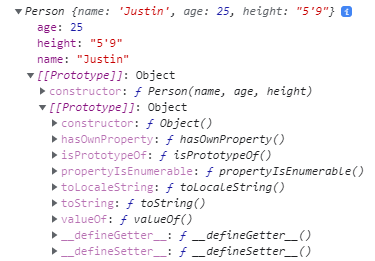 Person {name: 'Justin', age: 25, height: "5'9"} i
age: 25
height: "5'9"
name: "Justin"
[[Prototype]]: Object
constructor: ƒ Person(name, age, height)
[[Prototype]]: Object
constructor: ƒ Object()
hasOwnProperty: ƒ hasOwnProperty()
isPrototypeOf: ƒ isPrototypeOf()
propertyIsEnumerable: ƒ propertyIsEnumerable()
toLocaleString: ƒ toLocaleString()
toString: ƒ toString()
valueOf: ƒ valueOf()
__defineGetter__: ƒ __defineGetter__()
__defineSetter__: ƒ __defineSetter__()